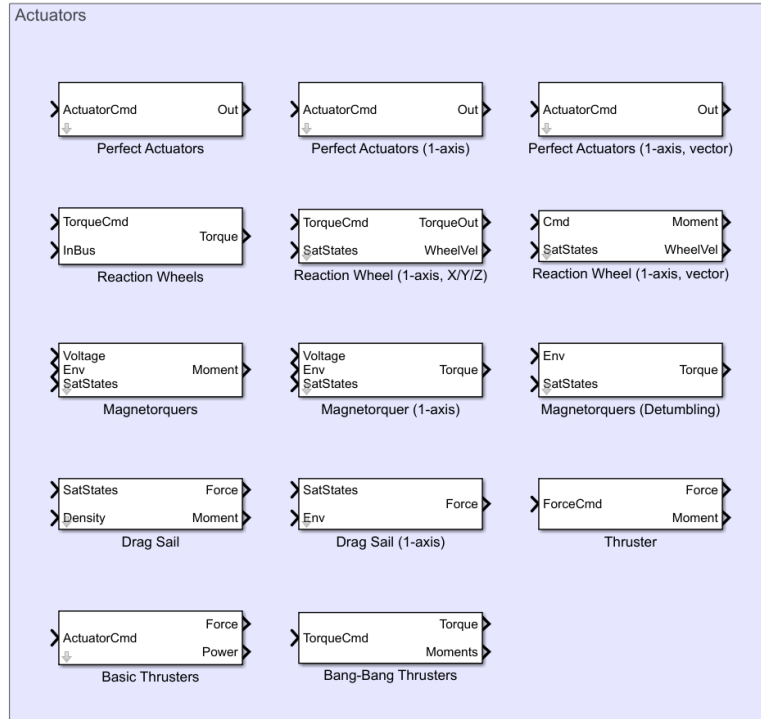 Actuators
ActuatorCmd Out
Perfect Actuators
ActuatorCmd Out
Perfect Actuators (1-axis)
ActuatorCmd Out
Perfect Actuators (1-axis, vector)
TorqueCmd
InBus
Torque
Reaction Wheels
TorqueCmd TorqueOut
SatStates WheelVel
Reaction Wheel (1-axis, X/Y/Z)
Cmd Moment
SatStates WheelVel
Reaction Wheel (1-axis, vector)
Voltage
Env Moment
SatStates
Magnetorquers
Voltage
Env Torque
SatStates
Magnetorquer (1-axis)
Env
SatStates
Torque
Magnetorquers (Detumbling)
SatStates Force
Density Moment
Drag Sail
SatStates
Env
Force
Drag Sail (1-axis)
ForceCmd
Force
Moment
Thruster
ActuatorCmd
Force
Power
Basic Thrusters
TorqueCmd
Torque
Moments
Bang-Bang Thrusters